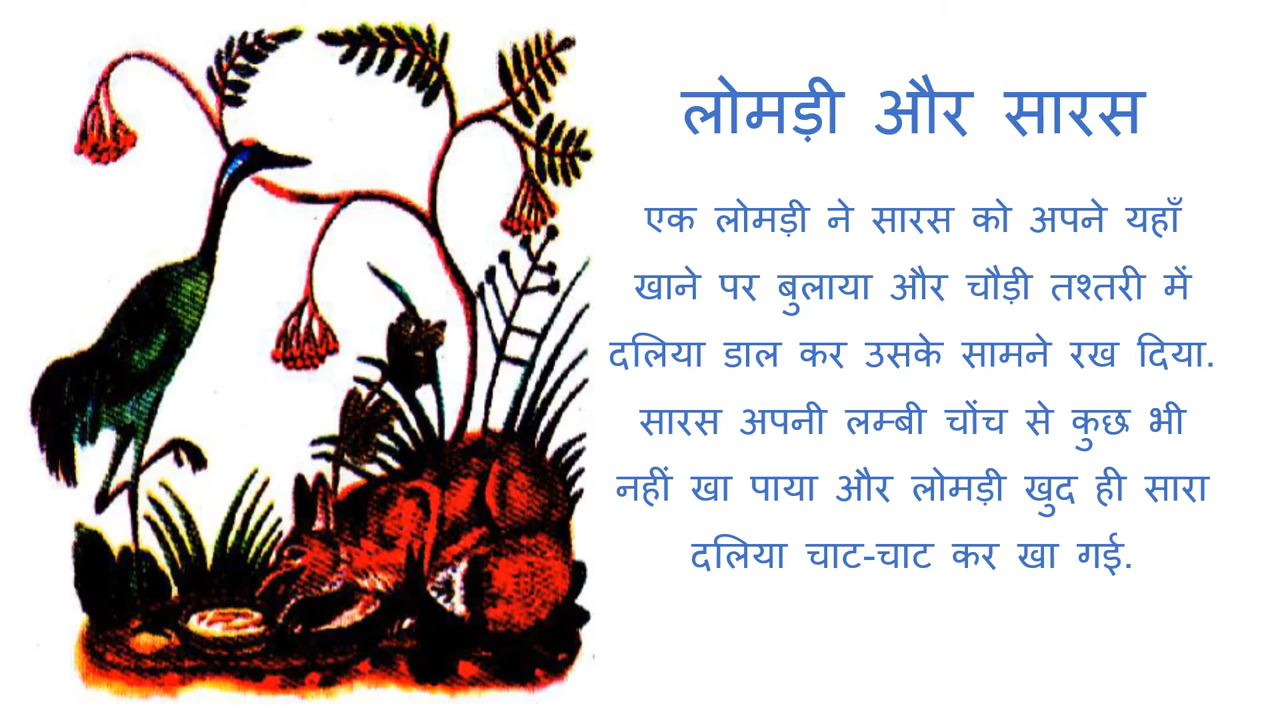 लोमड़ी और सारस
एक लोमड़ी ने सारस को अपने यहाँ
खाने पर बुलाया और चौड़ी तश्तरी में
दलिया डाल कर उसके सामने रख दिया.
सारस अपनी लम्बी चोंच से कुछ भी
नहीं खा पाया और लोमड़ी खुद ही सारा
दलिया चाट-चाट कर खा गई.